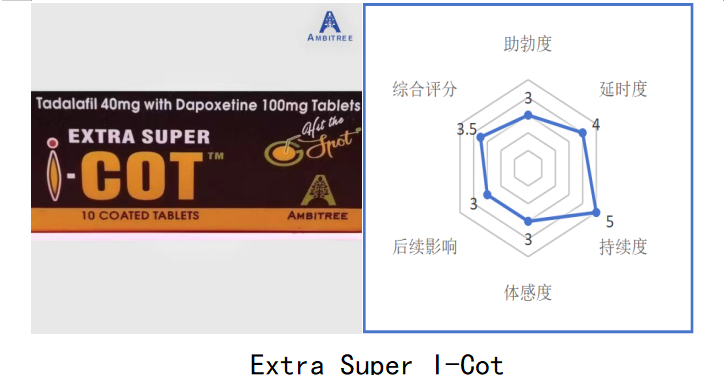 AMBITREE
Tadalafil 40mg with Dapoxetine 100mg Tablets
EXTRA SUPER
Hit the
G Spot
i-COT™
AMBITREE
10 COATED TABLETS
助勃度
综合评分
延时度
3
3.5
4
3
5
后续影响
3
持续度
体感度
Extra Super I-Cot